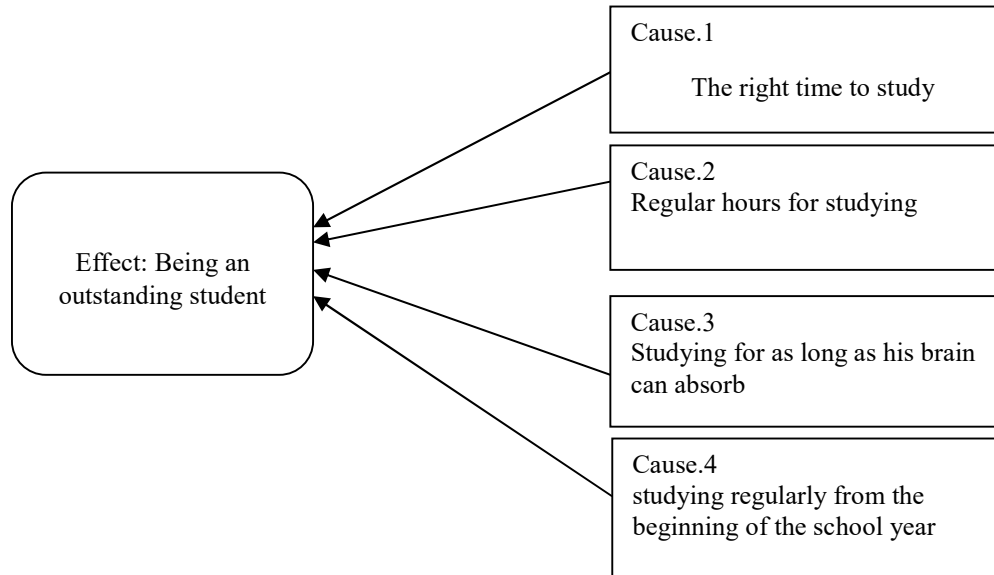 Cause.1
The right time to study
Cause.2
Regular hours for studying
Effect: Being an
outstanding student
Cause.3
Studying for as long as his brain
can absorb
Cause.4
studying regularly from the
beginning of the school year